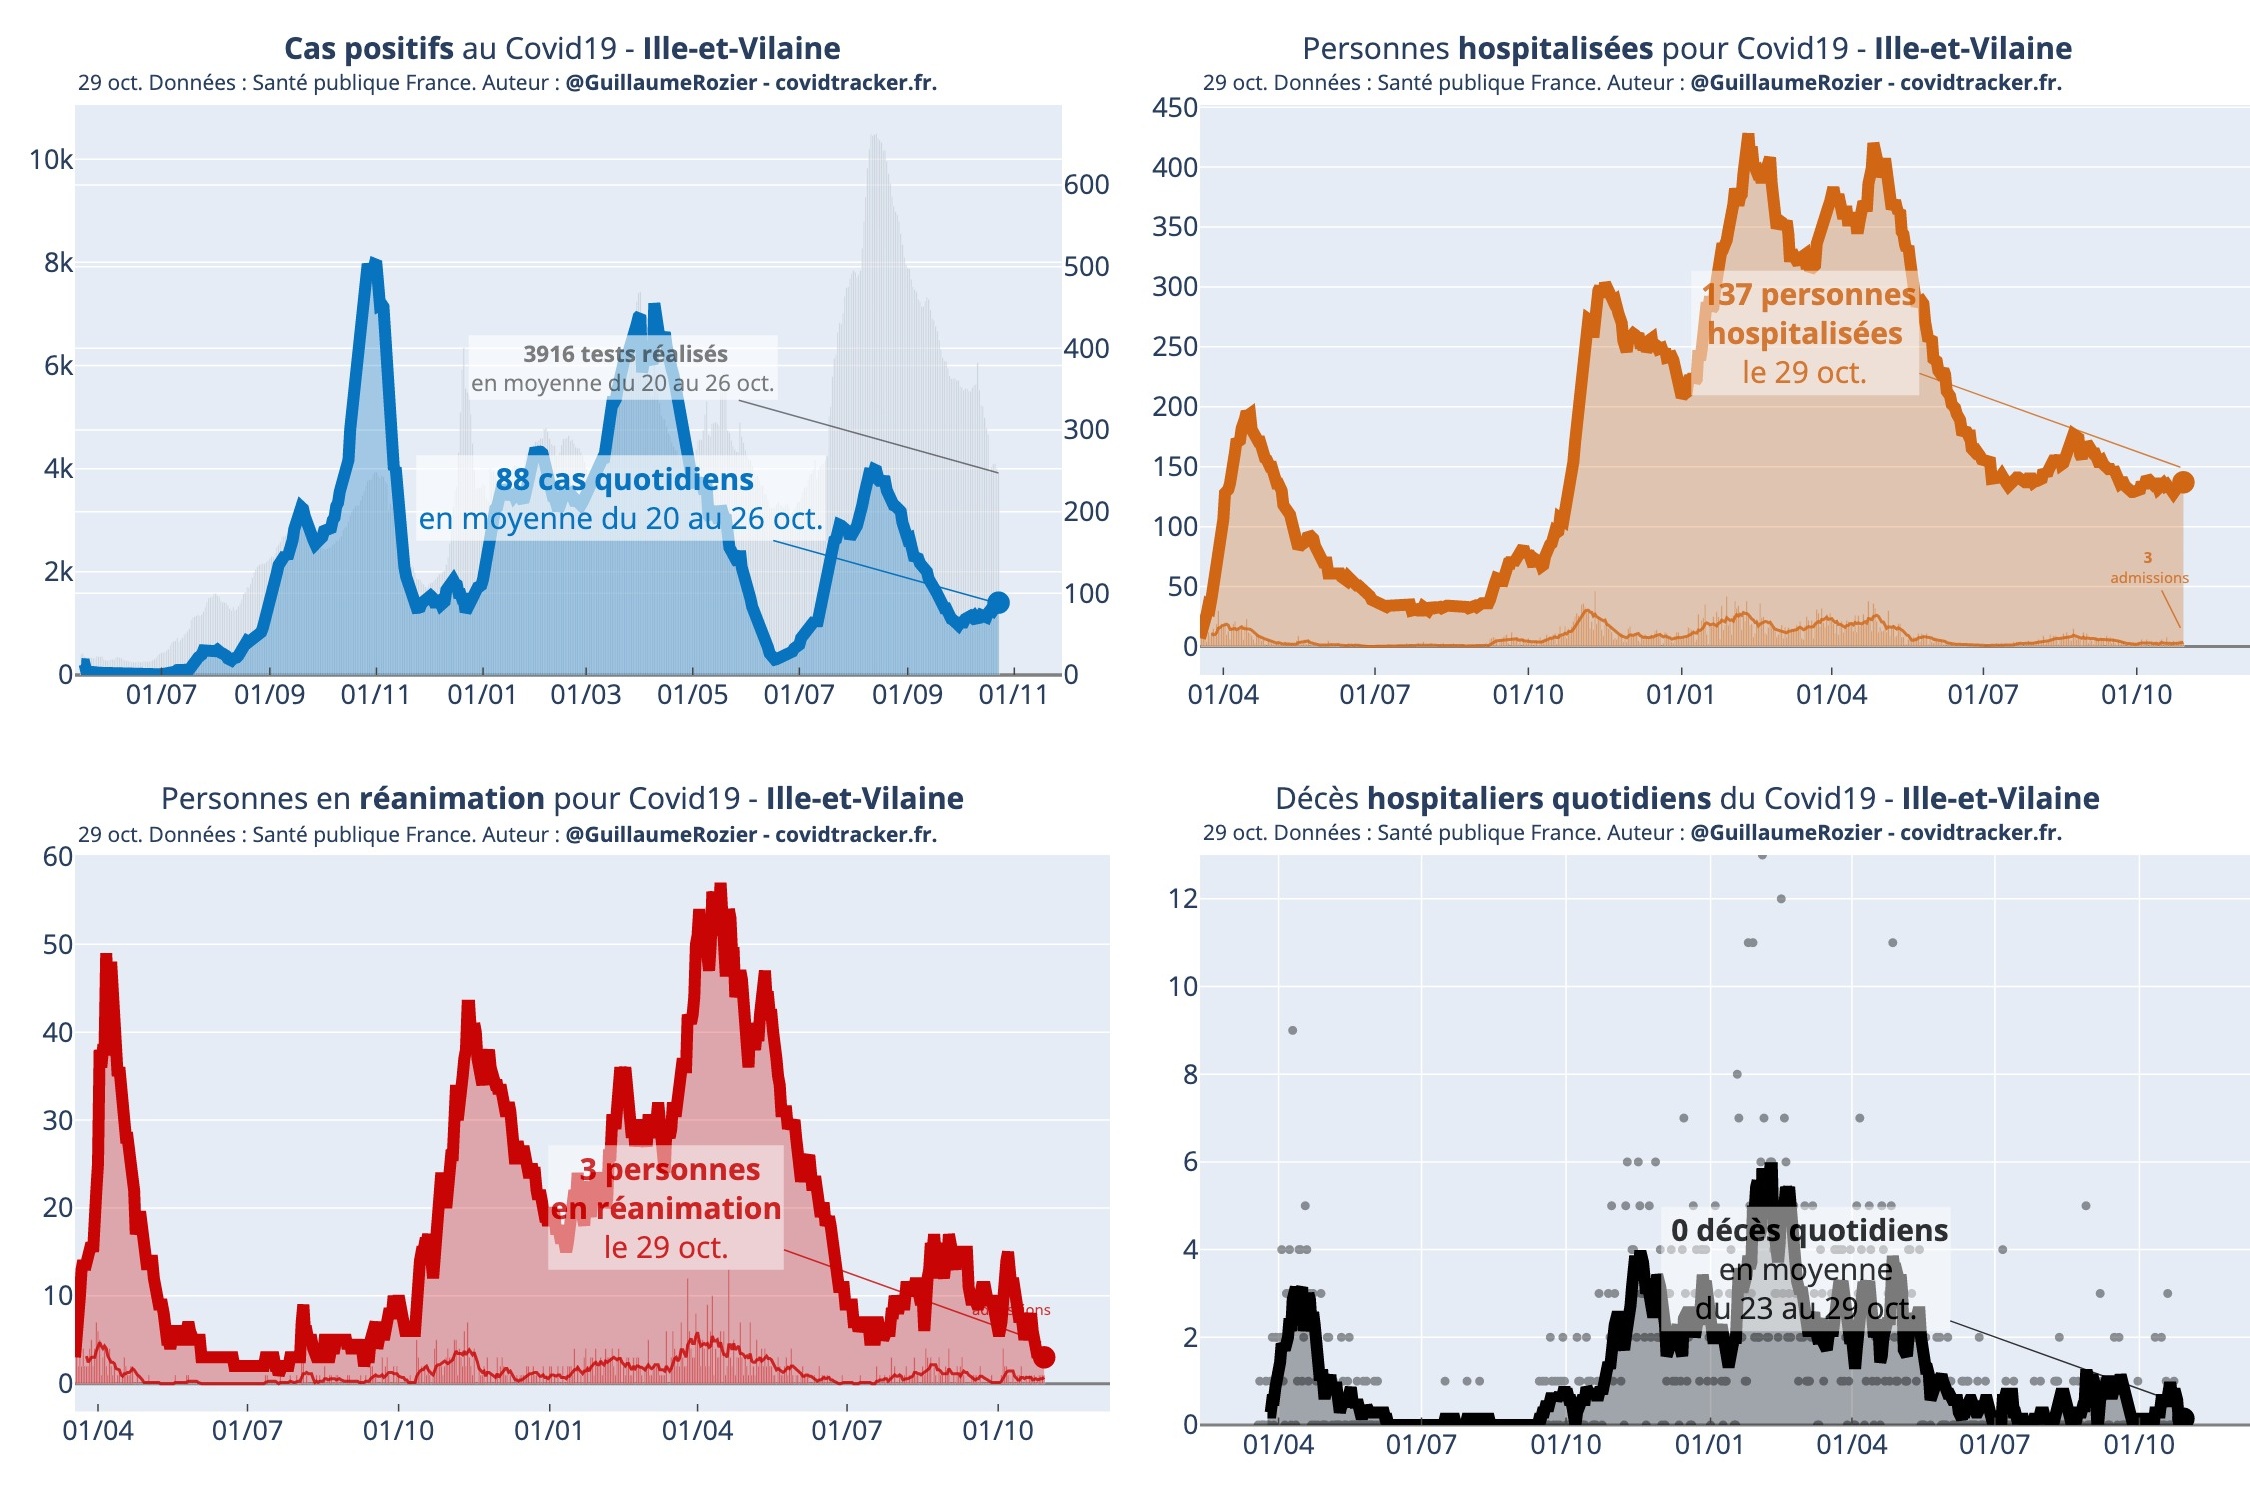 Cas positifs au Covid19 - Ille-et-Vilaine
29 oct. Données : Santé publique France. Auteur : @GuillaumeRozier - covidtracker.fr.
10k
8k
6k
4k
2k
0
600
500
400
300
200
100
0
3916 tests réalisés
en moyenne du 20 au 26 oct.
88 cas quotidiens
en moyenne du 20 au 26 oct.
01/07 01/09 01/11 01/01 01/03 01/05 01/07 01/09 01/11
Personnes hospitalisées pour Covid19 - Ille-et-Vilaine
29 oct. Données : Santé publique France. Auteur : @GuillaumeRozier - covidtracker.fr.
450
400
350
300
250
200
150
100
50
0
137 personnes
hospitalisées
le 29 oct.
3
admissions
01/04 01/07 01/10 01/01 01/04 01/07 01/10
Personnes en réanimation pour Covid19 - Ille-et-Vilaine
29 oct. Données : Santé publique France. Auteur : @GuillaumeRozier - covidtracker.fr.
60
50
40
30
20
10
0
3 personnes
en réanimation
le 29 oct.
admissions
01/04 01/07 01/10 01/01 01/04 01/07 01/10
Décès hospitaliers quotidiens du Covid19 - Ille-et-Vilaine
29 oct. Données : Santé publique France. Auteur : @GuillaumeRozier - covidtracker.fr.
12
10
8
6
4
2
0
0 décès quotidiens
en moyenne
du 23 au 29 oct.
01/04 01/07 01/10 01/01 01/04 01/07 01/10